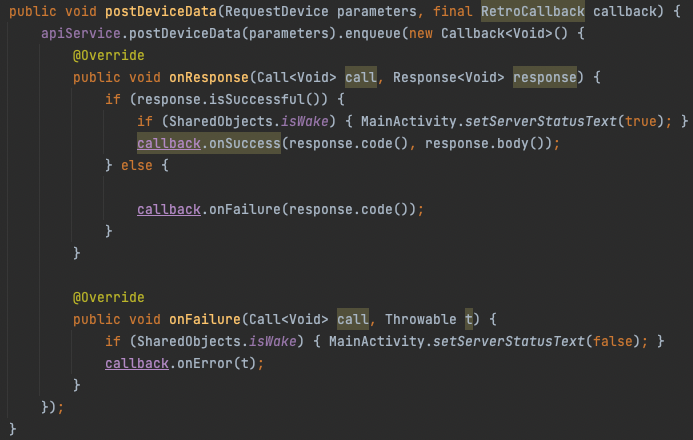 public void postDeviceData(RequestDevice parameters, final RetroCallback callback) {
    apiService.postDeviceData(parameters).enqueue(new Callback<Void>() {
        @Override
        public void onResponse(Call<Void> call, Response<Void> response) {
            if (response.isSuccessful()) {
                if (SharedObjects.isWake) { MainActivity.setServerStatusText(true); }
                callback.onSuccess(response.code(), response.body());
            } else {

                callback.onFailure(response.code());
            }
        }

        @Override
        public void onFailure(Call<Void> call, Throwable t) {
            if (SharedObjects.isWake) { MainActivity.setServerStatusText(false); }
            callback.onError(t);
        }
    });
}